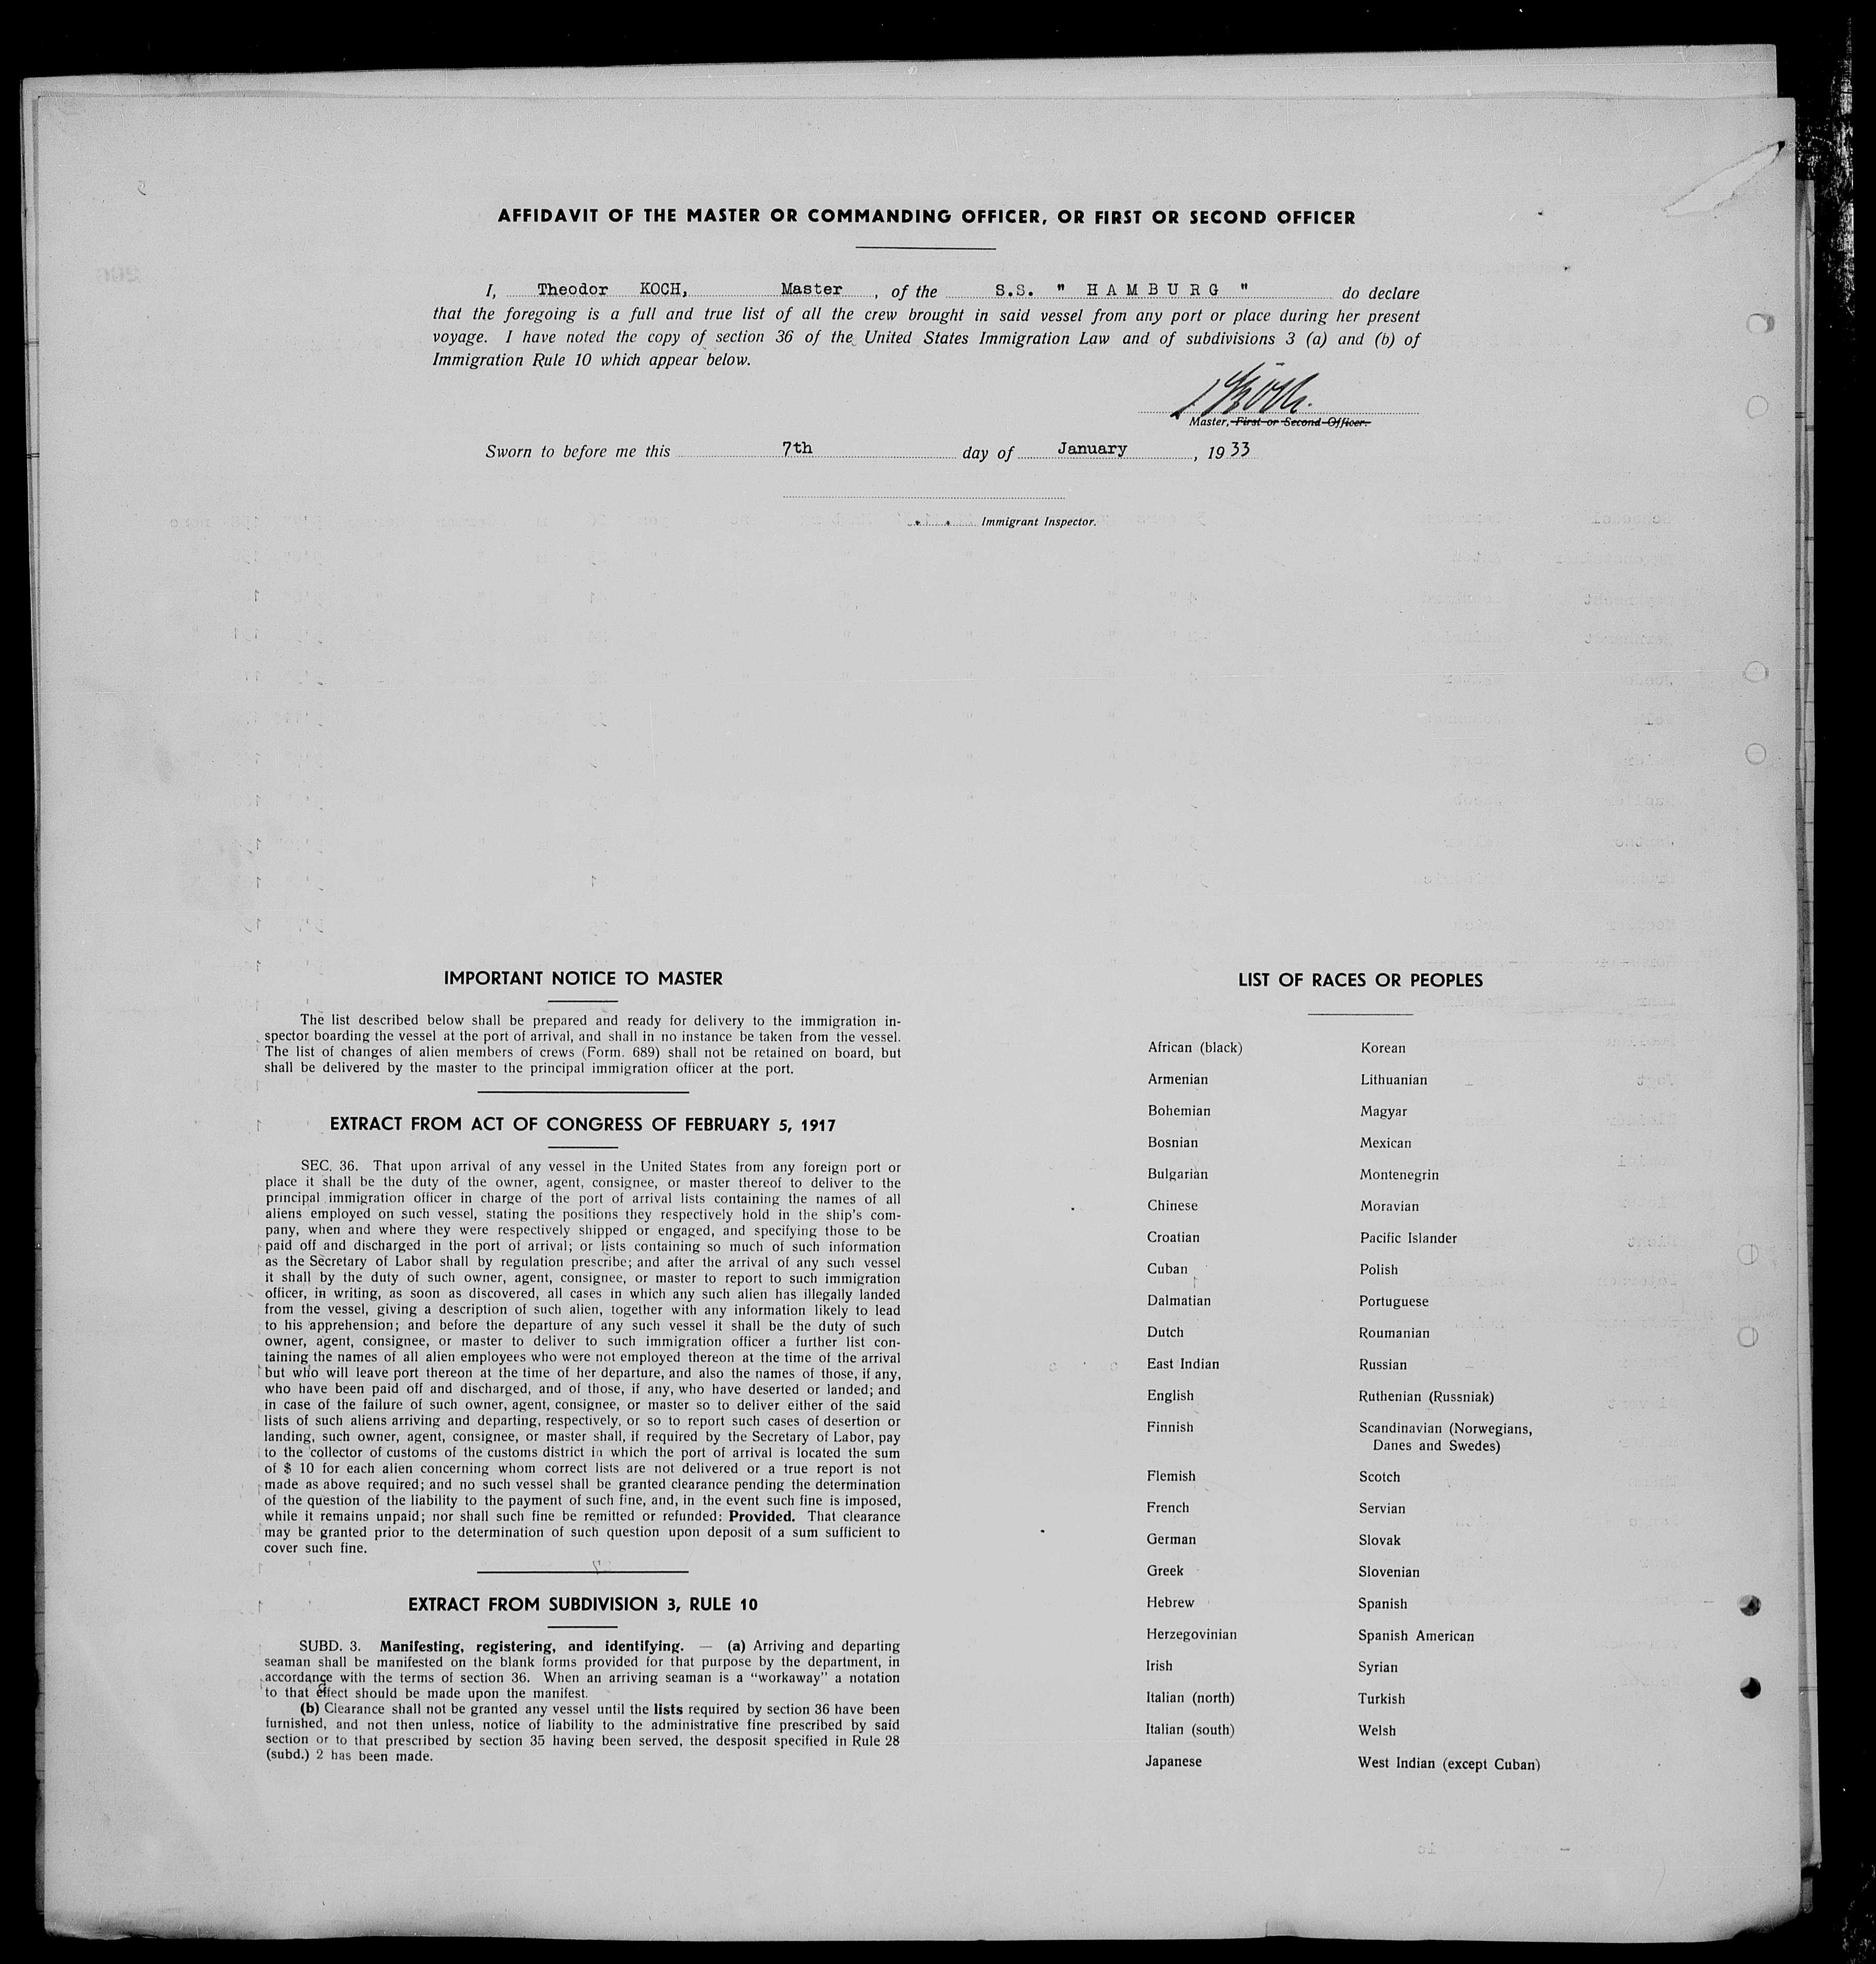 AFFIDAVIT OF THE MASTER OR COMMANDING OFFICER, OR FIRST OR SECOND OFFICER
I, Theodor KOCH, Master, of the S.S. " H A M B U R G " do declare
that the foregoing is a full and true list of all the crew brought in said vessel from any port or place during her present
voyage. I have noted the copy of section 36 of the United States Immigration Law and of subdivisions 3 (a) and (b) of
Immigration Rule 10 which appear below.
Master, First or Second Officer.
Sworn to before me this 7th day of January, 1933
Immigrant Inspector.
IMPORTANT NOTICE TO MASTER
The list described below shall be prepared and ready for delivery to the immigration in-
spector boarding the vessel at the port of arrival, and shall in no instance be taken from the vessel.
The list of changes of alien members of crews (Form. 689) shall not be retained on board, but
shall be delivered by the master to the principal immigration officer at the port.
EXTRACT FROM ACT OF CONGRESS OF FEBRUARY 5, 1917
SEC. 36. That upon arrival of any vessel in the United States from any foreign port or
place it shall be the duty of the owner, agent, consignee, or master thereof to deliver to the
principal immigration officer in charge of the port of arrival lists containing the names of all
aliens employed on such vessel, stating the positions they respectively hold in the ship's com-
pany, when and where they were respectively shipped or engaged, and specifying those to be
paid off and discharged in the port of arrival; or lists containing so much of such information
as the Secretary of Labor shall by regulation prescribe; and after the arrival of any such vessel
it shall by the duty of such owner, agent, consignee, or master to report to such immigration
officer, in writing, as soon as discovered, all cases in which any such alien has illegally landed
from the vessel, giving a description of such alien, together with any information likely to lead
to his apprehension; and before the departure of any such vessel it shall be the duty of such
owner, agent, consignee, or master to deliver to such immigration officer a further list con-
taining the names of all alien employees who were not employed thereon at the time of the arrival
but who will leave port thereon at the time of her departure, and also the names of those, if any,
who have been paid off and discharged, and of those, if any, who have deserted or landed; and
in case of the failure of such owner, agent, consignee, or master so to deliver either of the said
lists of such aliens arriving and departing, respectively, or so to report such cases of desertion or
landing, such owner, agent, consignee, or master shall, if required by the Secretary of Labor, pay
to the collector of customs of the customs district in which the port of arrival is located the sum
of $ 10 for each alien concerning whom correct lists are not delivered or a true report is not
made as above required; and no such vessel shall be granted clearance pending the determination
of the question of the liability to the payment of such fine, and, in the event such fine is imposed,
while it remains unpaid; nor shall such fine be remitted or refunded: Provided. That clearance
may be granted prior to the determination of such question upon deposit of a sum sufficient to
cover such fine.
EXTRACT FROM SUBDIVISION 3, RULE 10
SUBD. 3. Manifesting, registering, and identifying. — (a) Arriving and departing
seaman shall be manifested on the blank forms provided for that purpose by the department, in
accordance with the terms of section 36. When an arriving seaman is a "workaway" a notation
to that effect should be made upon the manifest.
(b) Clearance shall not be granted any vessel until the lists required by section 36 have been
furnished, and not then unless, notice of liability to the administrative fine prescribed by said
section or to that prescribed by section 35 having been served, the desposit specified in Rule 28
(subd.) 2 has been made.
LIST OF RACES OR PEOPLES
African (black) Korean
Armenian Lithuanian
Bohemian Magyar
Bosnian Mexican
Bulgarian Montenegrin
Chinese Moravian
Croatian Pacific Islander
Cuban Polish
Dalmatian Portuguese
Dutch Roumanian
East Indian Russian
English Ruthenian (Russniak)
Finnish Scandinavian (Norwegians,
Danes and Swedes)
Flemish Scotch
French Servian
German Slovak
Greek Slovenian
Hebrew Spanish
Herzegovinian Spanish American
Irish Syrian
Italian (north) Turkish
Italian (south) Welsh
Japanese West Indian (except Cuban)